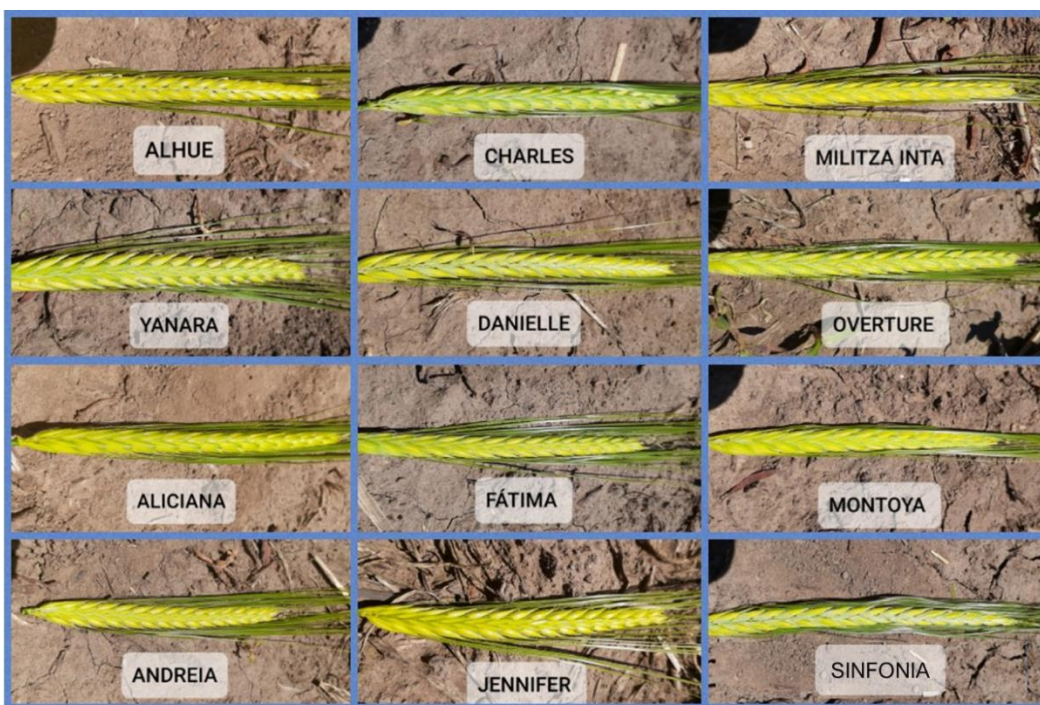 ALHUE
CHARLES
MILITZA INTA
YANARA
DANIELLE
OVERTURE
ALICIANA
FÁTIMA
MONTOYA
ANDREIA
JENNIFER
SINFONIA